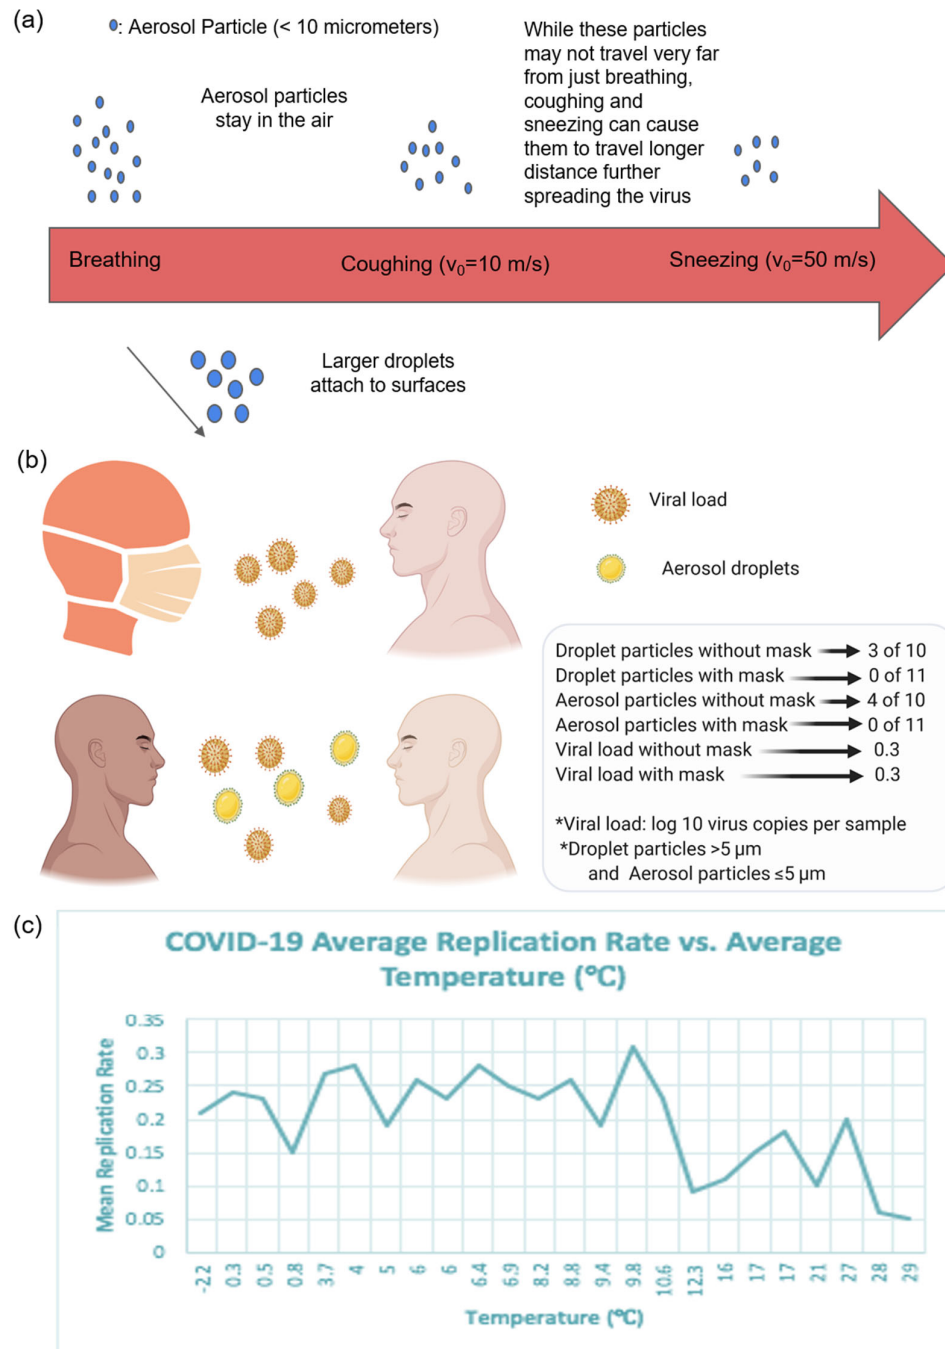 (a)
: Aerosol Particle (< 10 micrometers)
Aerosol particles
stay in the air
While these particles
may not travel very far
from just breathing,
coughing and
sneezing can cause
them to travel longer
distance further
spreading the virus
Breathing
Coughing (v₀=10 m/s)
Sneezing (v₀=50 m/s)
Larger droplets
attach to surfaces
(b)
Viral load
Aerosol droplets
Droplet particles without mask 3 of 10
Droplet particles with mask 0 of 11
Aerosol particles without mask 4 of 10
Aerosol particles with mask 0 of 11
Viral load without mask 0.3
Viral load with mask 0.3
*Viral load: log 10 virus copies per sample
*Droplet particles >5 µm
and Aerosol particles ≤5 µm
(c)
COVID-19 Average Replication Rate vs. Average
Temperature (°C)
Mean Replication Rate
0.35
0.3
0.25
0.2
0.15
0.1
0.05
0
-2.2 0.3 0.5 0.8 3.7 4 5 6 6 6.4 6.9 8.2 8.8 9.4 9.8 10.6 12.3 16 17 17 21 27 28 29
Temperature (°C)